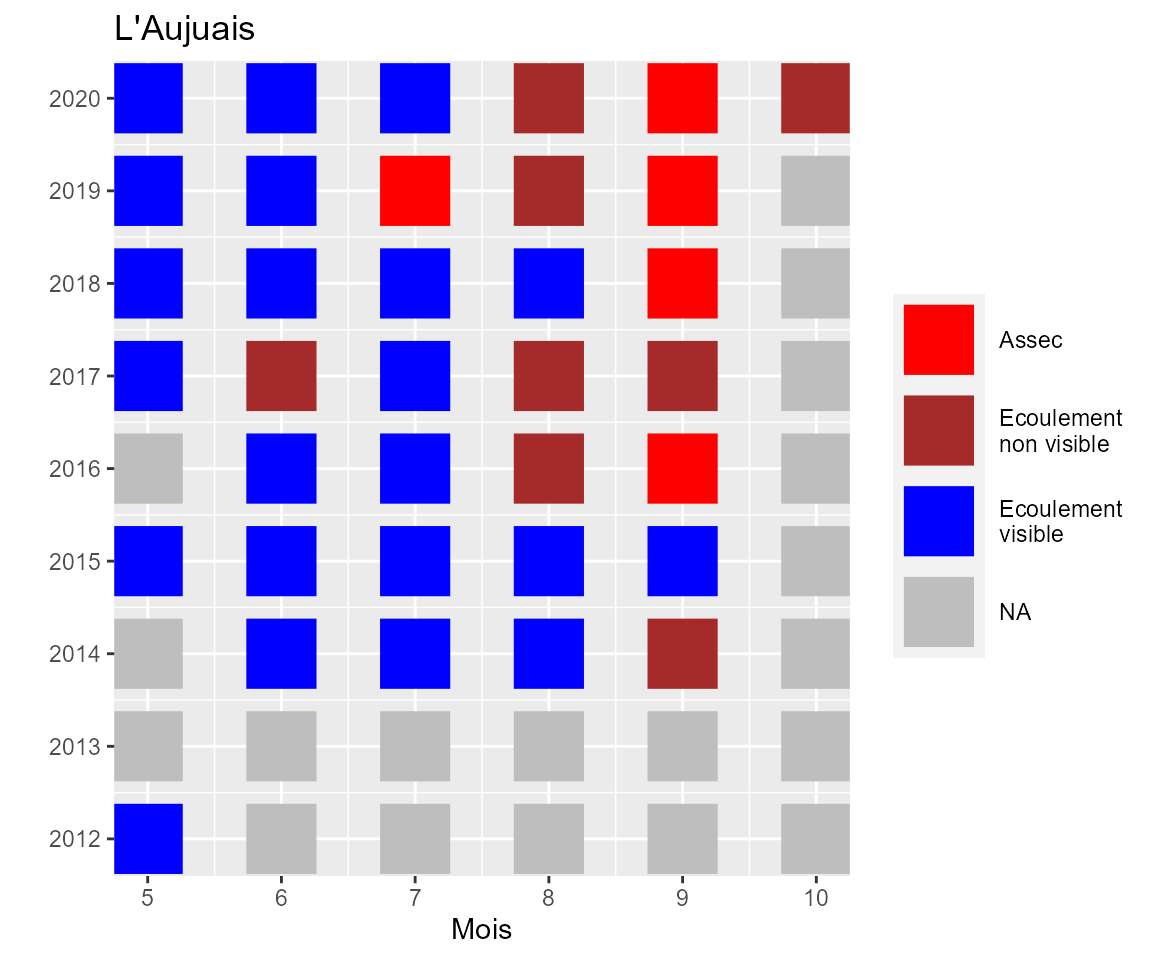 L'Aujuais
2020
2019
2018
2017
2016
2015
2014
2013
2012
5 6 7 8 9 10
Mois
Assec
Ecoulement
non visible
Ecoulement
visible
NA